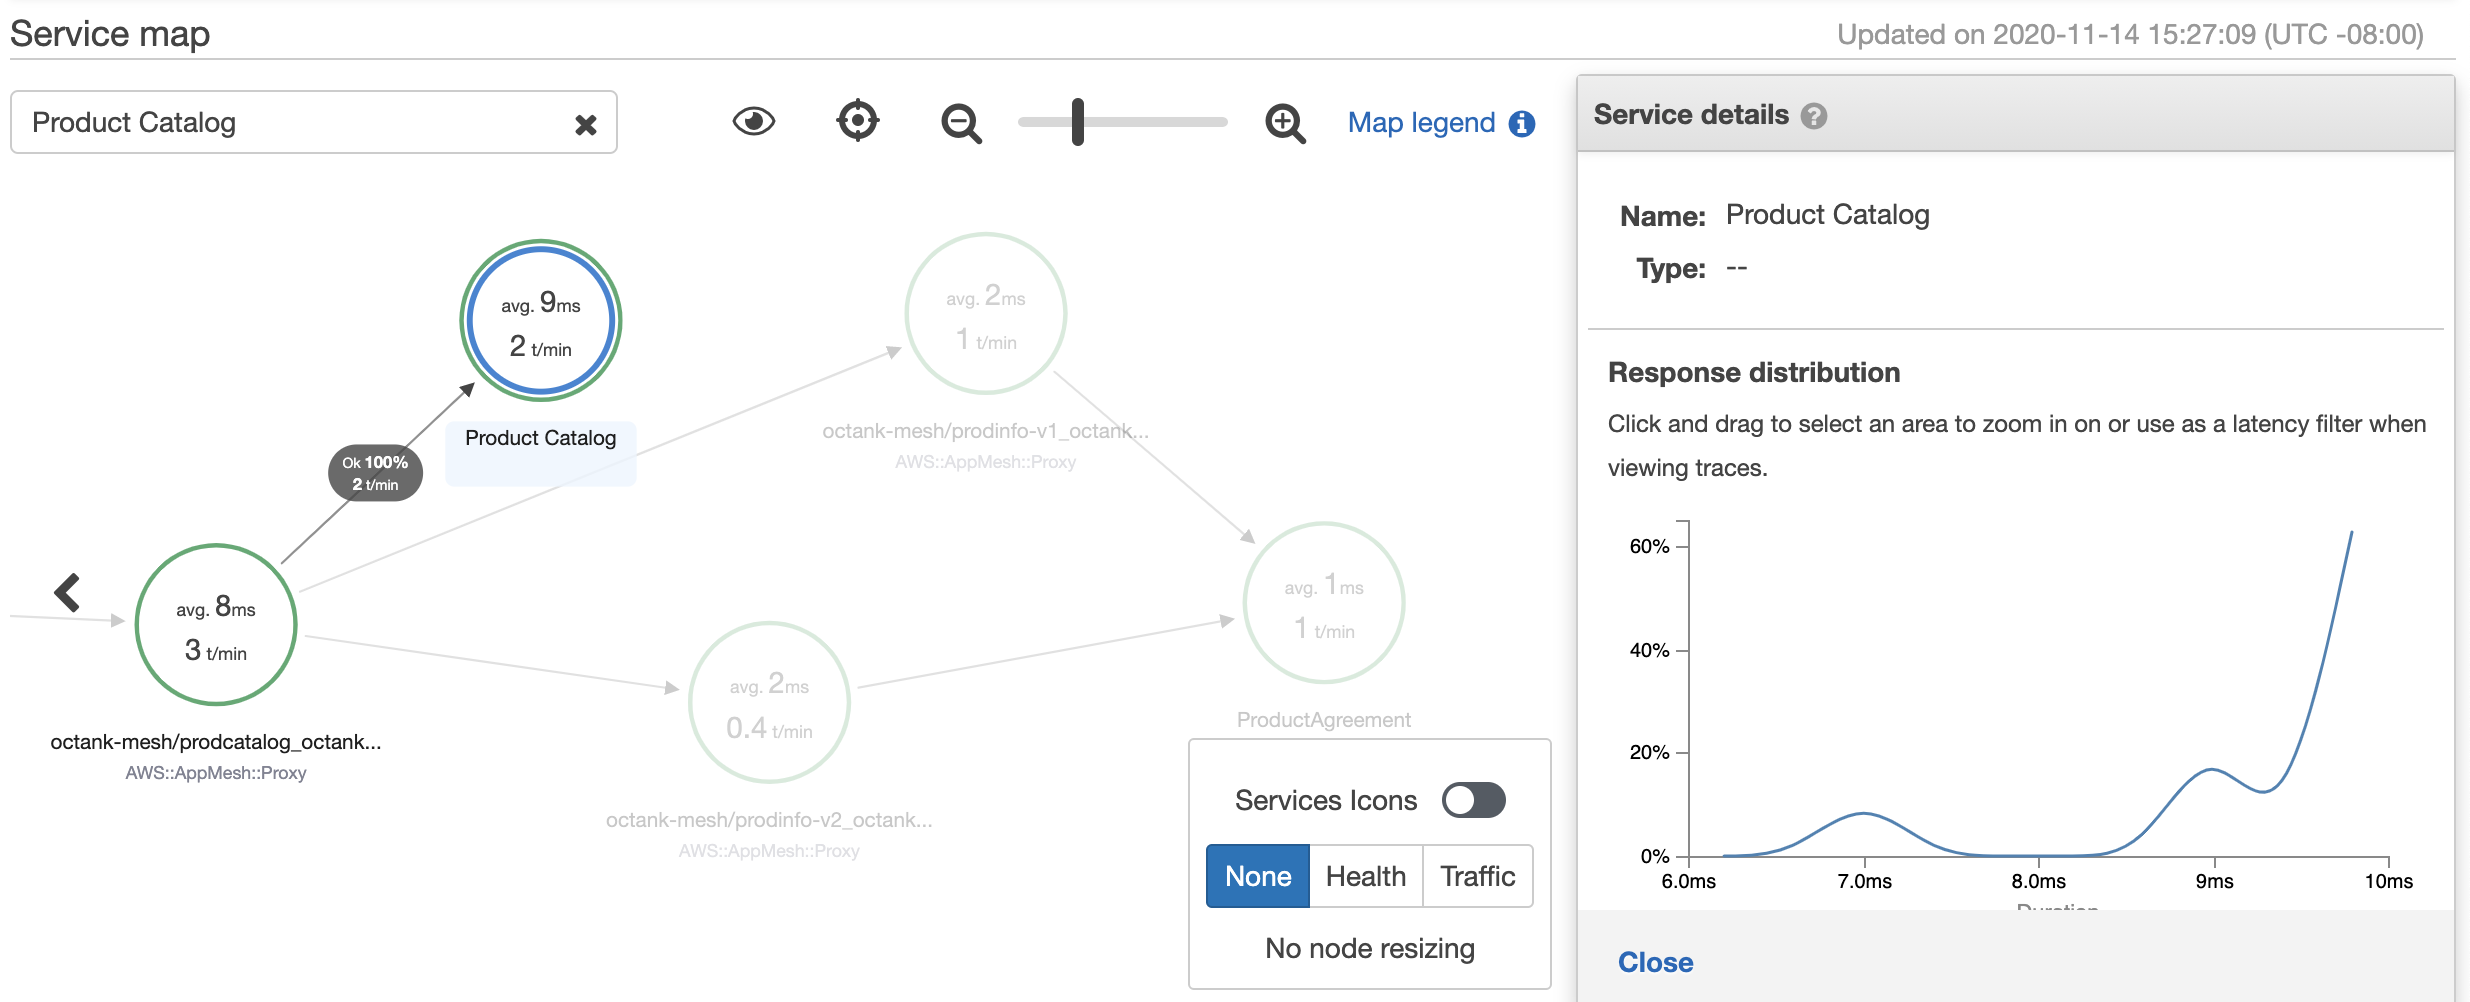 Service map
Updated on 2020-11-14 15:27:09 (UTC -08:00)
Product Catalog
Map legend
avg. 9ms
2 t/min
Product Catalog
Ok 100%
2 t/min
avg. 8ms
3 t/min
octank-mesh/prodcatalog_octank...
AWS::AppMesh::Proxy
avg. 2ms
1 t/min
octank-mesh/prodinfo-v1_octank...
AWS::AppMesh::Proxy
avg. 2ms
0.4 t/min
octank-mesh/prodinfo-v2_octank...
AWS::AppMesh::Proxy
avg. 1ms
1 t/min
ProductAgreement
Services Icons
None Health Traffic
No node resizing
Service details ?
Name: Product Catalog
Type: --
Response distribution
Click and drag to select an area to zoom in on or use as a latency filter when
viewing traces.
60%
40%
20%
0%
6.0ms 7.0ms 8.0ms 9ms 10ms
Duration
Close